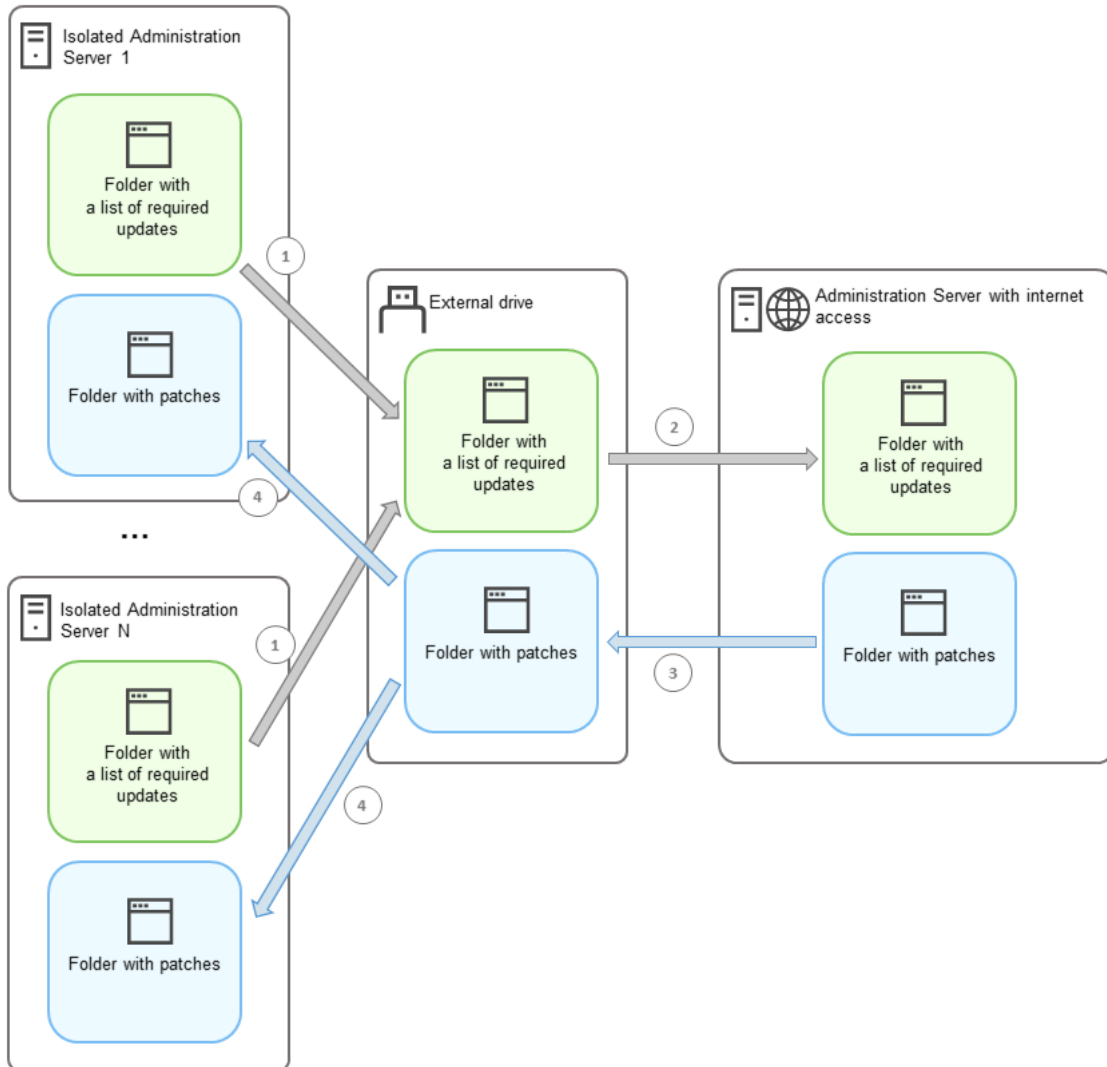 Isolated Administration
Server 1
Folder with
a list of required
updates
1
Folder with patches
4
...
Isolated Administration
Server N
Folder with
a list of required
updates
1
Folder with patches
4
External drive
Folder with
a list of required
updates
2
Folder with patches
3
Administration Server with internet
access
Folder with
a list of required
updates
Folder with patches